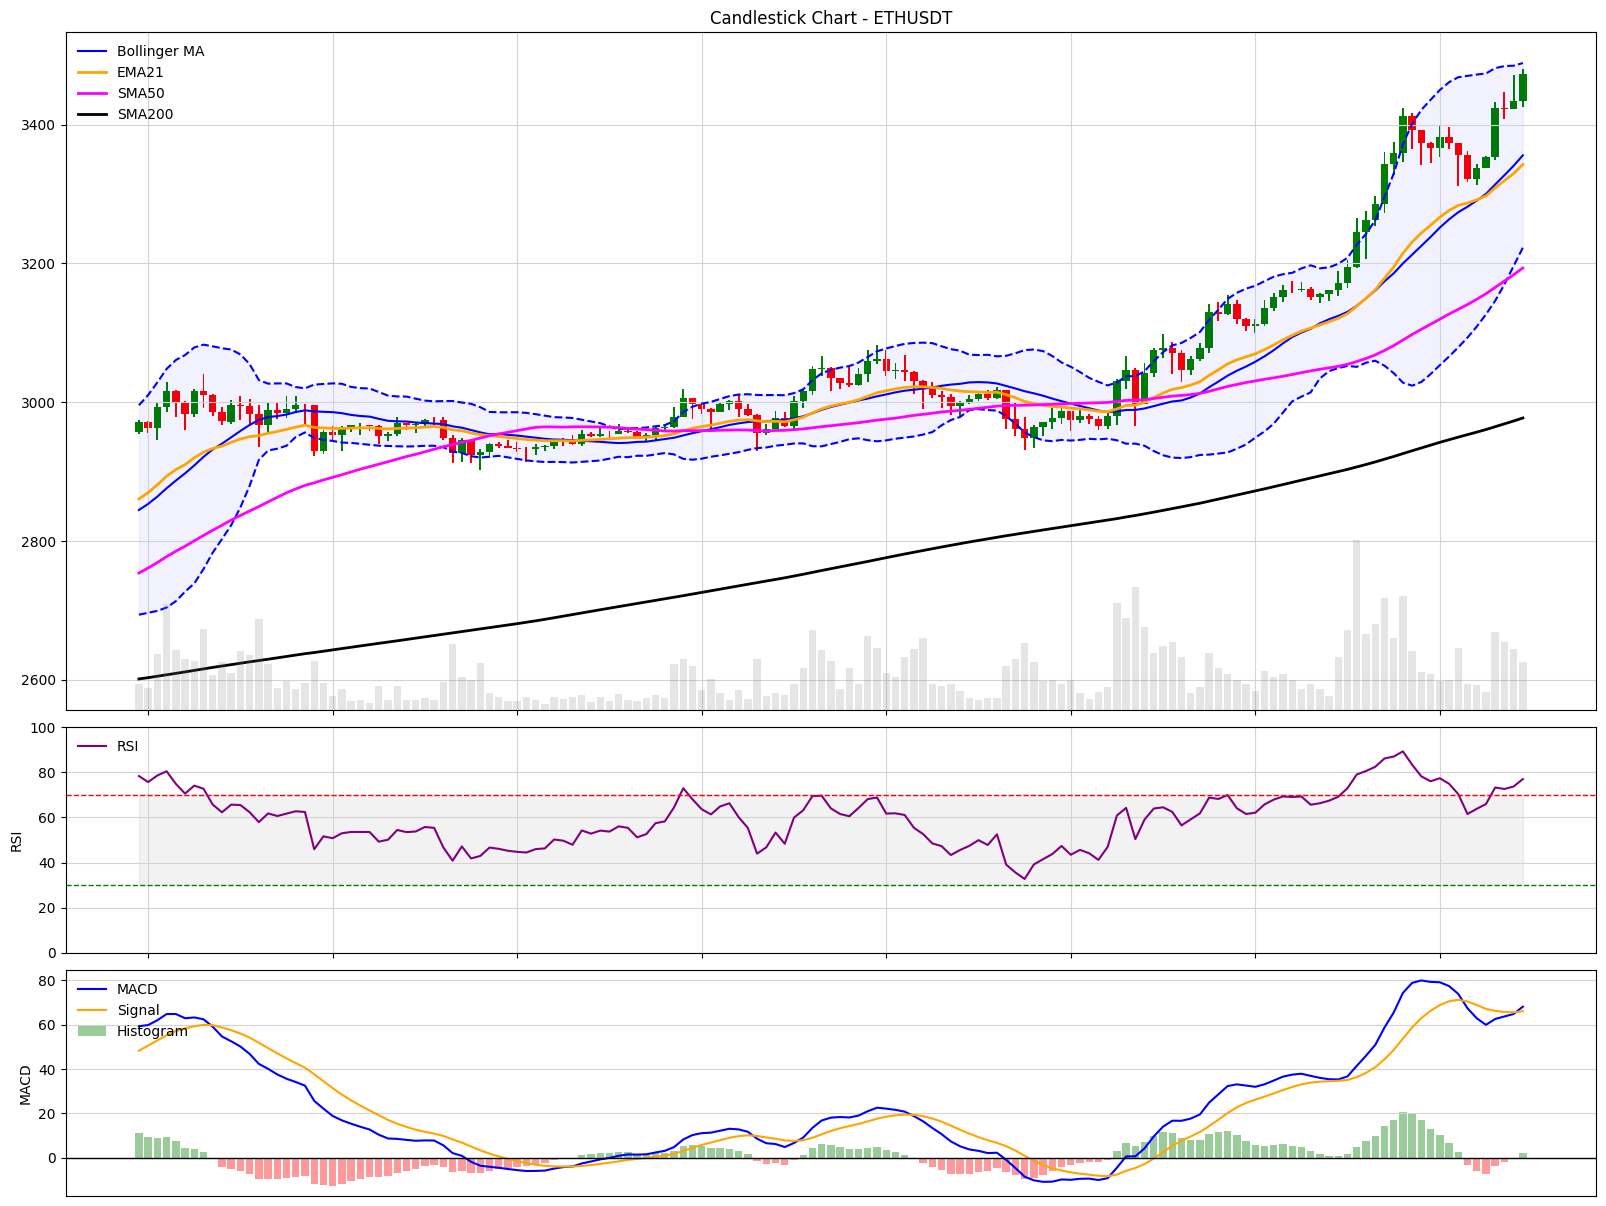 Candlestick Chart - ETHUSDT
Bollinger MA
EMA21
SMA50
SMA200
3400
3200
3000
2800
2600
RSI
100
80
60
40
20
0
RSI
MACD
Signal
Histogram
80
60
40
20
0
MACD